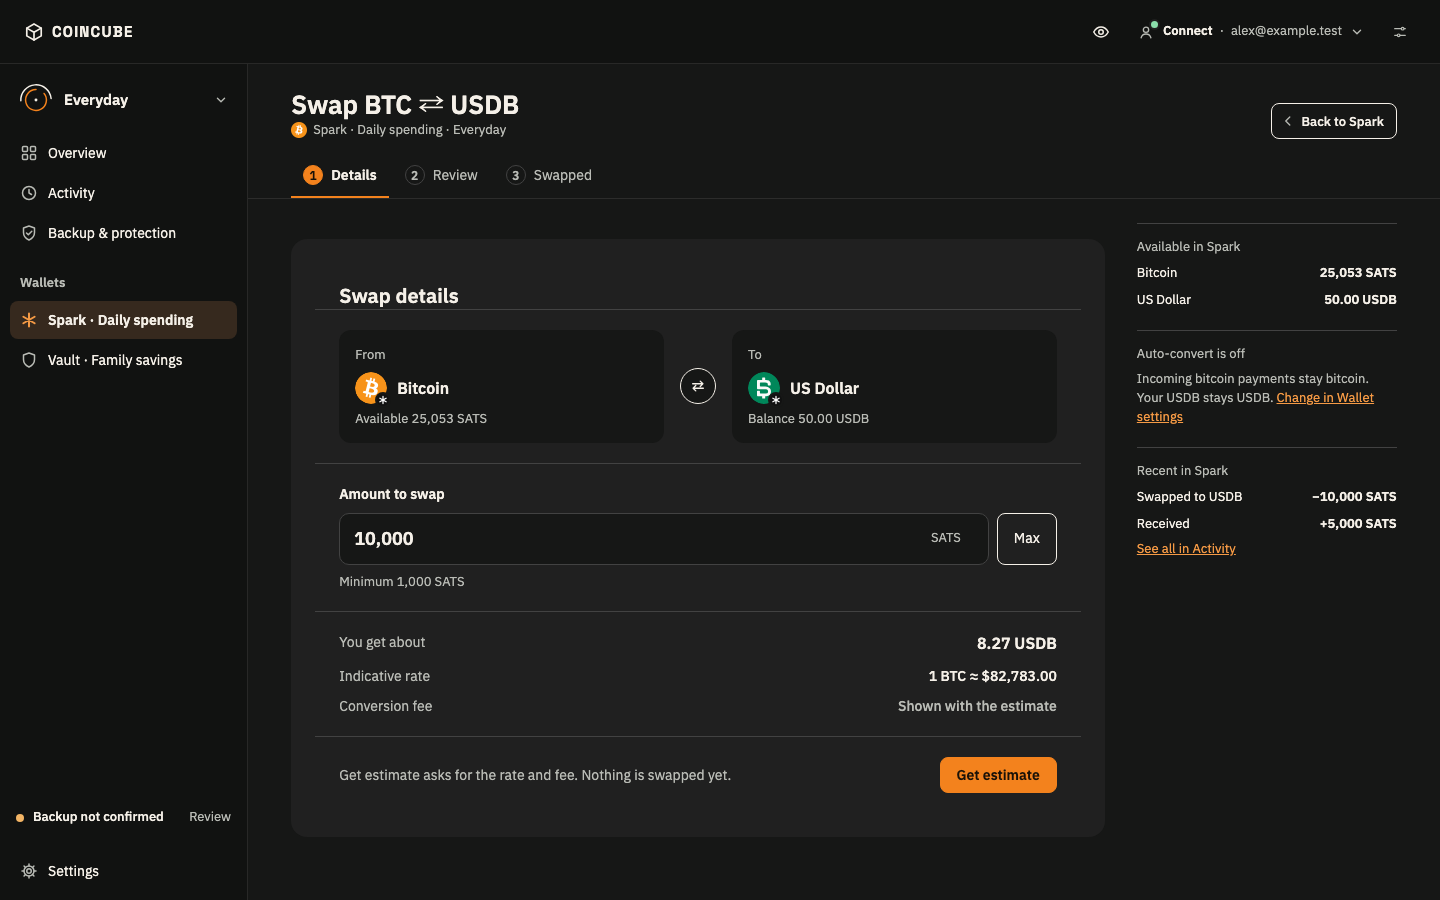 COINCUBE
Connect · alex@example.test
Everyday
Overview
Activity
Backup & protection
Wallets
Spark · Daily spending
Vault · Family savings
Backup not confirmed Review
Settings
Swap BTC ⇄ USDB
Spark · Daily spending · Everyday
Back to Spark
1 Details 2 Review 3 Swapped
Swap details
From
Bitcoin
Available 25,053 SATS
To
US Dollar
Balance 50.00 USDB
Amount to swap
10,000 SATS Max
Minimum 1,000 SATS
You get about 8.27 USDB
Indicative rate 1 BTC ≈ $82,783.00
Conversion fee Shown with the estimate
Get estimate asks for the rate and fee. Nothing is swapped yet. Get estimate
Available in Spark
Bitcoin 25,053 SATS
US Dollar 50.00 USDB
Auto-convert is off
Incoming bitcoin payments stay bitcoin.
Your USDB stays USDB. Change in Wallet
settings
Recent in Spark
Swapped to USDB −10,000 SATS
Received +5,000 SATS
See all in Activity